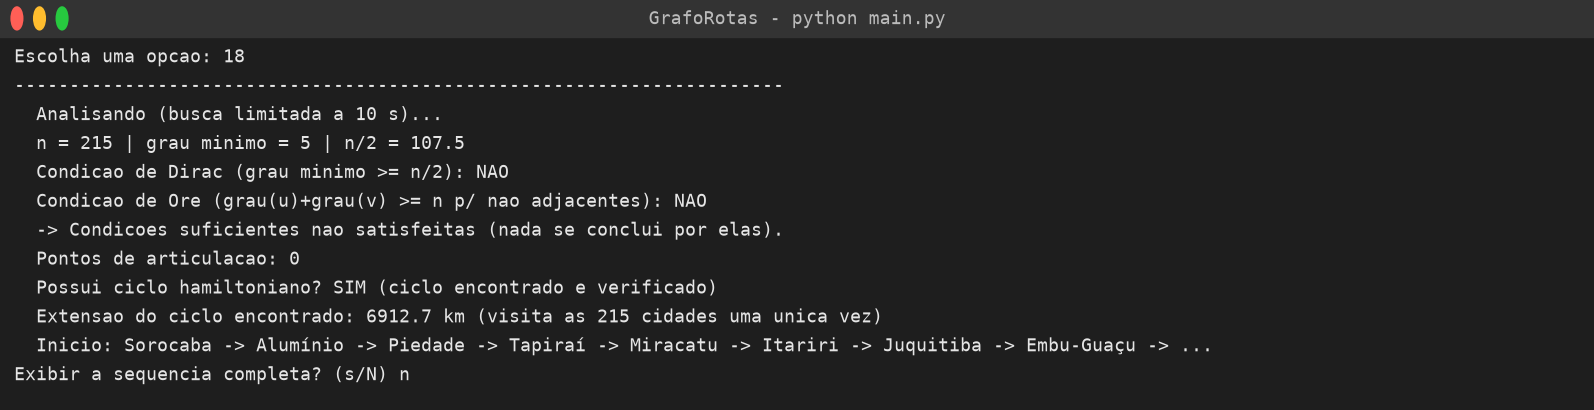 GrafoRotas - python main.py
Escolha uma opcao: 18
----------------------------------------------------------------------
Analisando (busca limitada a 10 s)...
n = 215 | grau minimo = 5 | n/2 = 107.5
Condicao de Dirac (grau minimo >= n/2): NAO
Condicao de Ore (grau(u)+grau(v) >= n p/ nao adjacentes): NAO
-> Condicoes suficientes nao satisfeitas (nada se conclui por elas).
Pontos de articulacao: 0
Possui ciclo hamiltoniano? SIM (ciclo encontrado e verificado)
Extensao do ciclo encontrado: 6912.7 km (visita as 215 cidades uma unica vez)
Inicio: Sorocaba -> Alumínio -> Piedade -> Tapiraí -> Miracatu -> Itariri -> Juquitiba -> Embu-Guaçu -> ...
Exibir a sequencia completa? (s/N) n